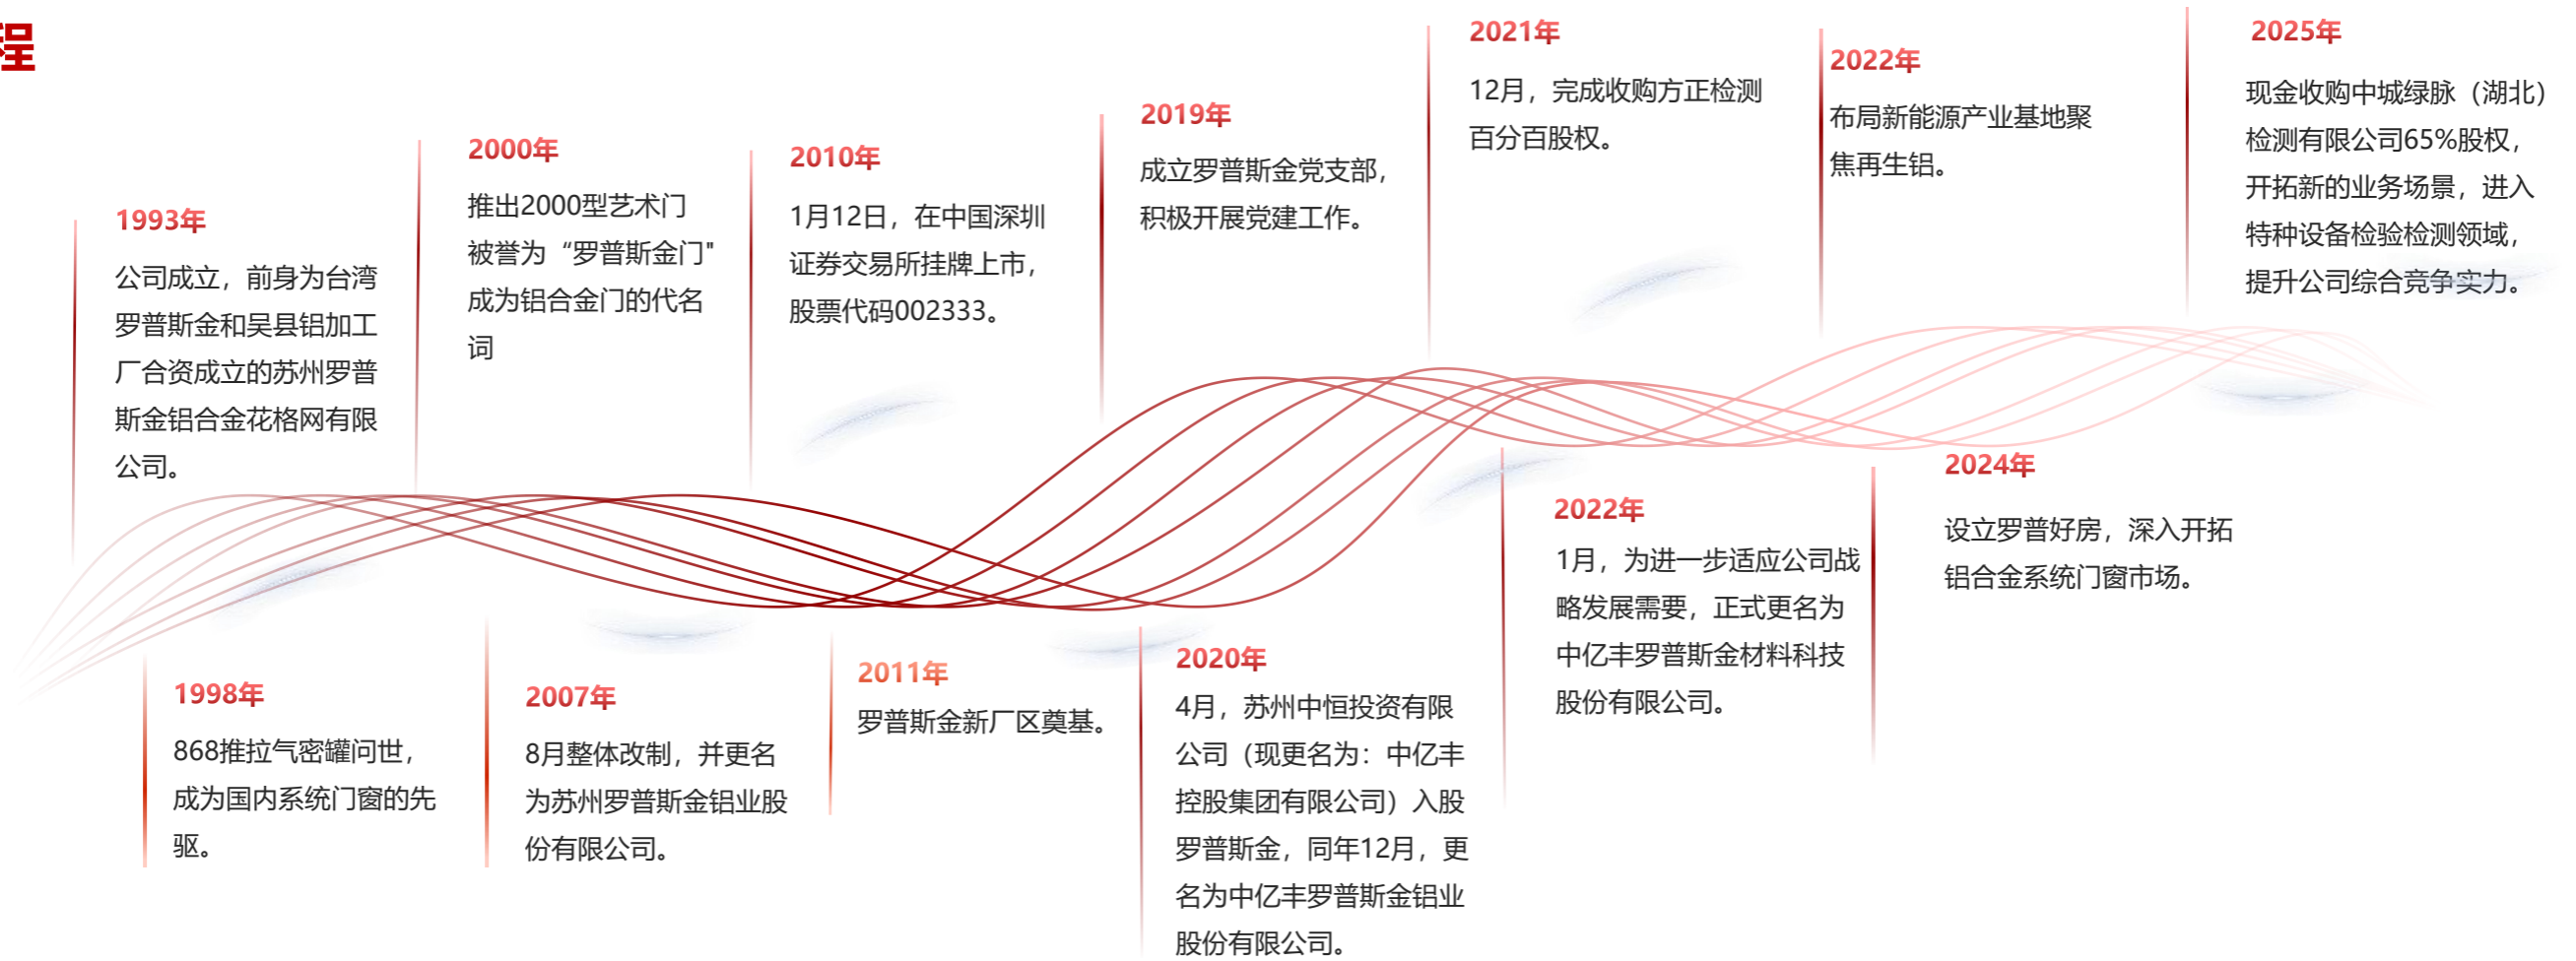 程
1993年
公司成立，前身为台湾
罗普斯金和吴县铝加工
厂合资成立的苏州罗普
斯金铝合金花格网有限
公司。
1998年
868推拉气密罐问世，
成为国内系统门窗的先
驱。
2000年
推出2000型艺术门
被誉为“罗普斯金门"
成为铝合金门的代名
词
2007年
8月整体改制，并更名
为苏州罗普斯金铝业股
份有限公司。
2010年
1月12日，在中国深圳
证券交易所挂牌上市，
股票代码002333。
2011年
罗普斯金新厂区奠基。
2019年
成立罗普斯金党支部，
积极开展党建工作。
2020年
4月，苏州中恒投资有限
公司（现更名为：中亿丰
控股集团有限公司）入股
罗普斯金，同年12月，更
名为中亿丰罗普斯金铝业
股份有限公司。
2021年
12月，完成收购方正检测
百分百股权。
2022年
1月，为进一步适应公司战
略发展需要，正式更名为
中亿丰罗普斯金材料科技
股份有限公司。
2022年
布局新能源产业基地聚
焦再生铝。
2024年
设立罗普好房，深入开拓
铝合金系统门窗市场。
2025年
现金收购中城绿脉（湖北）
检测有限公司65%股权，
开拓新的业务场景，进入
特种设备检验检测领域，
提升公司综合竞争实力。